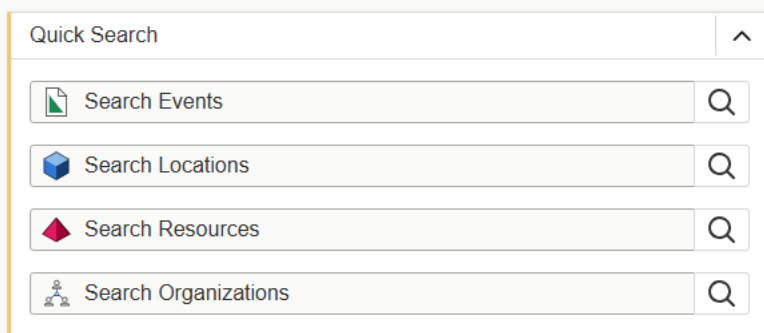 Quick Search
Search Events
Search Locations
Search Resources
Search Organizations